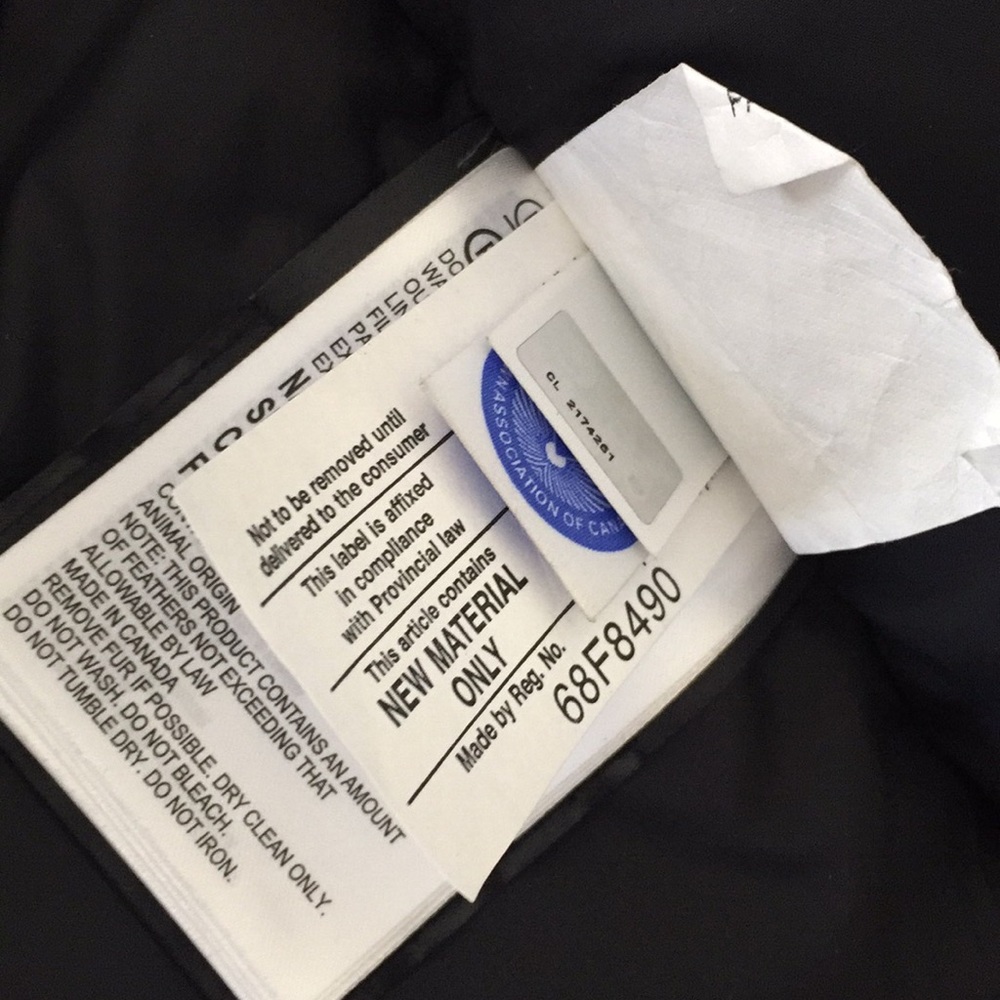 Not to be removed until
delivered to the consumer
This label is affixed
in compliance
with Provincial law
This article contains
NEW MATERIAL
ONLY
Made by Reg. No.
68F8490
CL 2174261
ASSOCIATION OF
ANIMAL ORIGIN
NOTE: THIS PRODUCT CONTAINS AN AMOUNT
OF FEATHERS NOT EXCEEDING THAT
ALLOWABLE BY LAW
MADE IN CANADA
REMOVE FUR IF POSSIBLE. DRY CLEAN ONLY.
DO NOT WASH. DO NOT BLEACH.
DO NOT TUMBLE DRY. DO NOT IRON.